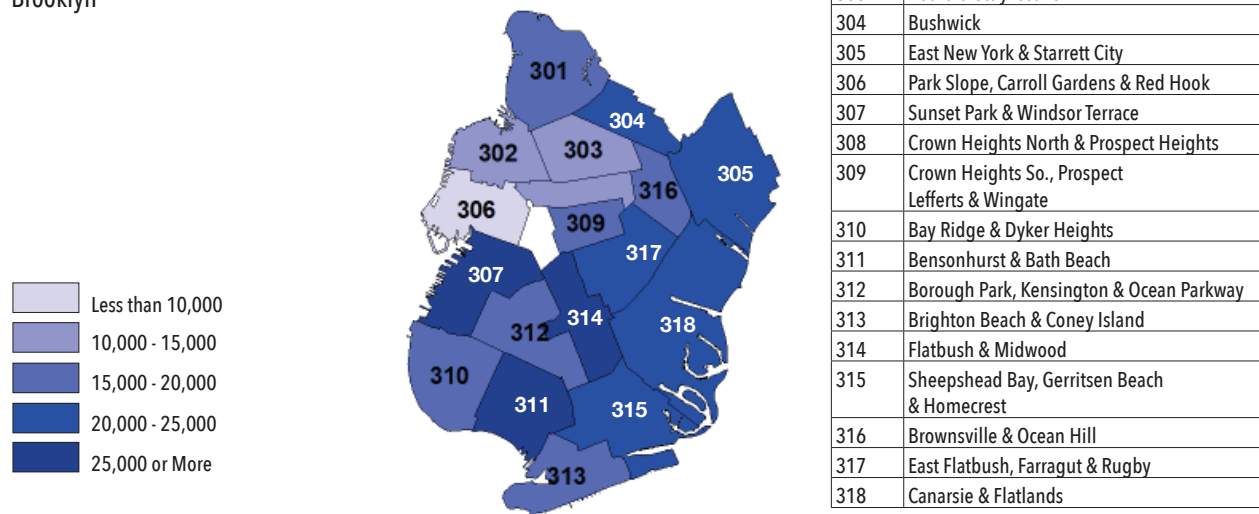 Brooklyn
301
304
302
303
305
316
306
309
317
307
314
312
318
310
311
315
313
Less than 10,000
10,000 - 15,000
15,000 - 20,000
20,000 - 25,000
25,000 or More
304 Bushwick
305 East New York & Starrett City
306 Park Slope, Carroll Gardens & Red Hook
307 Sunset Park & Windsor Terrace
308 Crown Heights North & Prospect Heights
309 Crown Heights So., Prospect
Lefferts & Wingate
310 Bay Ridge & Dyker Heights
311 Bensonhurst & Bath Beach
312 Borough Park, Kensington & Ocean Parkway
313 Brighton Beach & Coney Island
314 Flatbush & Midwood
315 Sheepshead Bay, Gerritsen Beach
& Homecrest
316 Brownsville & Ocean Hill
317 East Flatbush, Farragut & Rugby
318 Canarsie & Flatlands